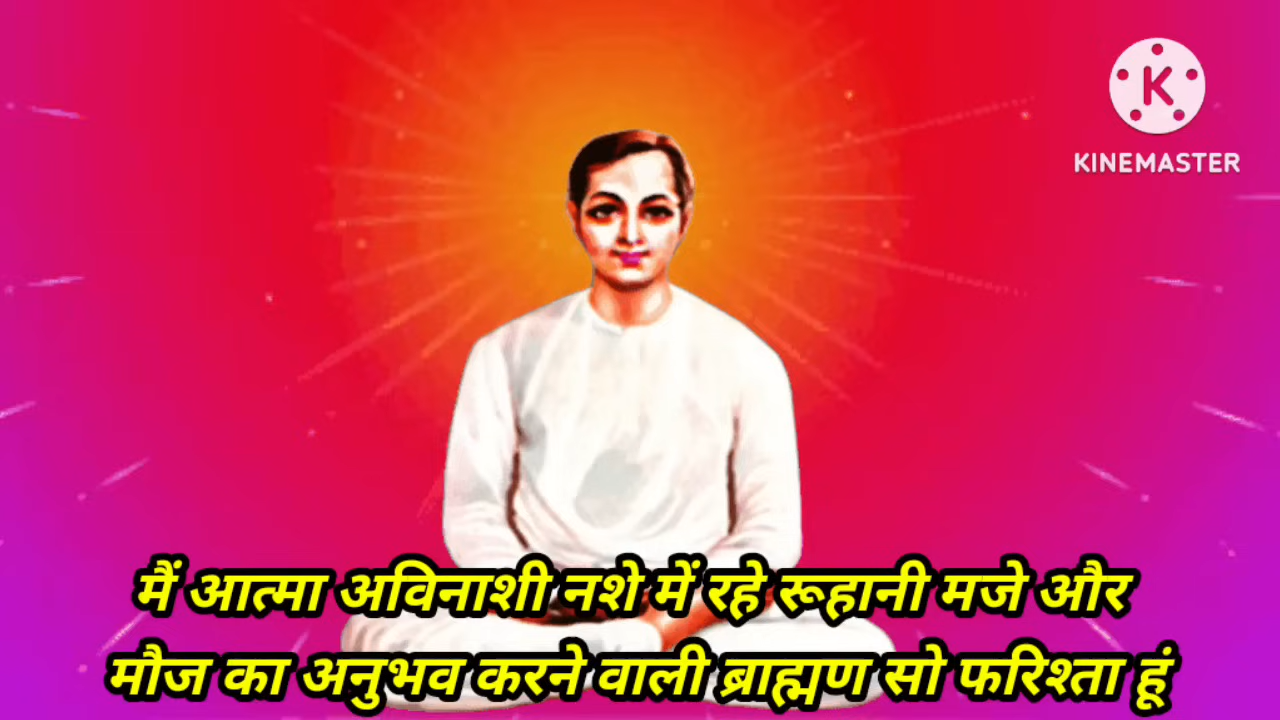 KINEMASTER
मैं आत्मा अविनाशी नशे में रहे रूहानी मजे और
मौज का अनुभव करने वाली ब्राह्मण सो फरिश्ता हूं